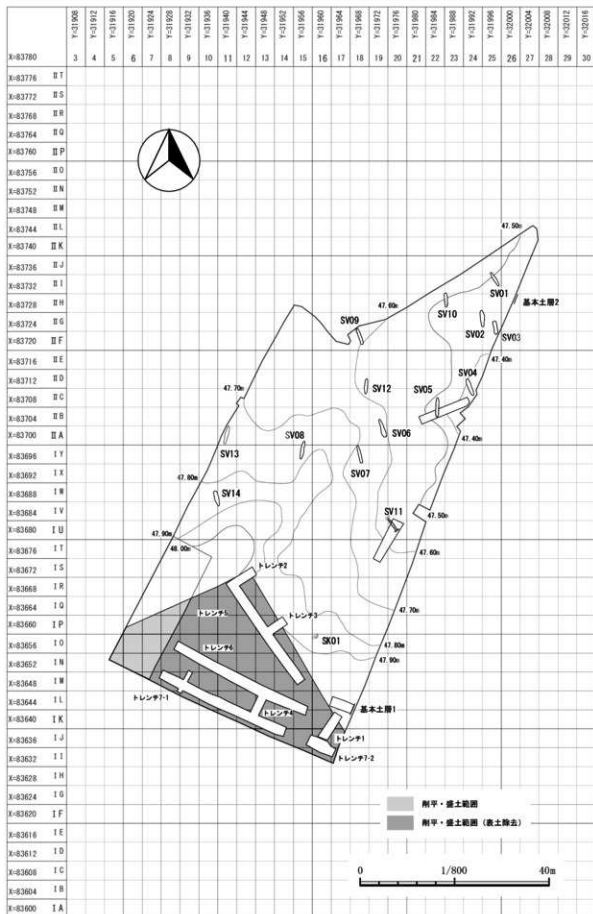 Y=31908 Y=31912 Y=31916 Y=31920 Y=31924 Y=31928 Y=31932 Y=31936 Y=31940 Y=31944 Y=31948 Y=31952 Y=31956 Y=31960 Y=31964 Y=31968 Y=31972 Y=31976 Y=31980 Y=31984 Y=31988 Y=31992 Y=31996 Y=32000 Y=32004 Y=32008 Y=32012 Y=32016
X=83780 3 4 5 6 7 8 9 10 11 12 13 14 15 16 17 18 19 20 21 22 23 24 25 26 27 28 29 30
X=83776 ⅡT
X=83772 ⅡS
X=83768 ⅡR
X=83764 ⅡQ
X=83760 ⅡP
X=83756 ⅡO
X=83752 ⅡN
X=83748 ⅡM
X=83744 ⅡL
47.50m
X=83740 ⅡK
X=83736 ⅡJ
X=83732 ⅡI
SV01
基本土層2
X=83728 ⅡH
47.60m
SV10
X=83724 ⅡG
SV09
SV02
SV03
X=83720 ⅡF
47.40m
X=83716 ⅡE
SV04
X=83712 ⅡD
47.70m
SV12
SV05
X=83708 ⅡC
X=83704 ⅡB
X=83700 ⅡA
SV08
SV06
47.40m
SV13
X=83696 ⅠY
SV07
X=83692 ⅠX
47.80m
X=83688 ⅠW
SV14
X=83684 ⅠV
47.50m
SV11
X=83680 ⅠU
47.90m
48.00m
X=83676 ⅠT
47.60m
X=83672 ⅠS
トレンチ2
X=83668 ⅠR
X=83664 ⅠQ
トレンチ5
47.70m
トレンチ3
X=83660 ⅠP
SK01
X=83656 ⅠO
トレンチ6
47.80m
X=83652 ⅠN
47.90m
X=83648 ⅠM
トレンチ7-1
X=83644 ⅠL
基本土層1
トレンチ4
X=83640 ⅠK
X=83636 ⅠJ
トレンチ1
トレンチ7-2
X=83632 ⅠI
X=83628 ⅠH
X=83624 ⅠG
削平・盛土範囲
X=83620 ⅠF
削平・盛土範囲（表土除去）
X=83616 ⅠE
X=83612 ⅠD
0 1/800 40m
X=83608 ⅠC
X=83604 ⅠB
X=83600 ⅠA